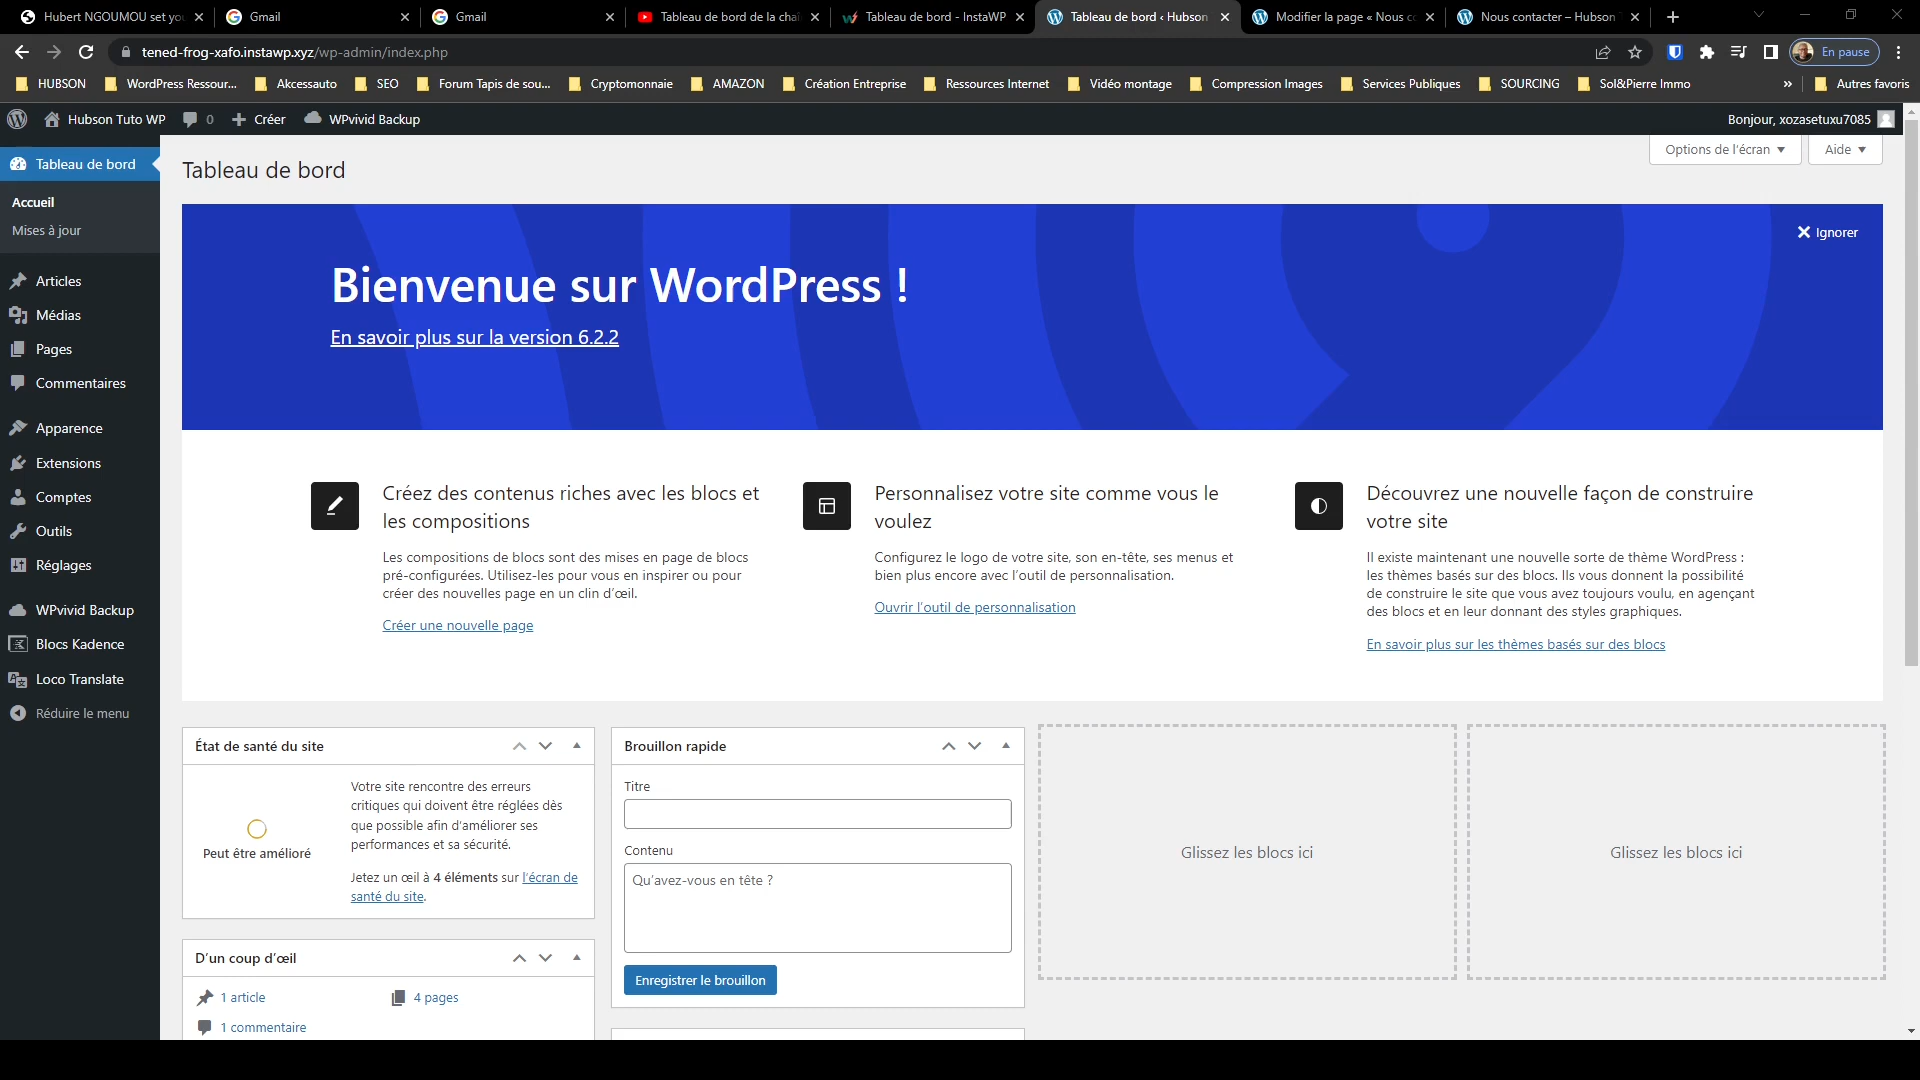 Hubert NGOUMOU set yo
Gmail
Gmail
Tableau de bord de la chaî
Tableau de bord - InstaWP
Tableau de bord ‹ Hubson
Modifier la page « Nous c
Nous contacter – Hubson
tened-frog-xafo.instawp.xyz/wp-admin/index.php
En pause
HUBSON
WordPress Ressour...
Akcessauto
SEO
Forum Tapis de sou...
Cryptomonnaie
AMAZON
Création Entreprise
Ressources Internet
Vidéo montage
Compression Images
Services Publiques
SOURCING
Sol&Pierre Immo
»
Autres favoris
Hubson Tuto WP
0
Créer
WPvivid Backup
Bonjour, xozasetuxu7085
Tableau de bord
Accueil
Mises à jour
Articles
Médias
Pages
Commentaires
Apparence
Extensions
Comptes
Outils
Réglages
WPvivid Backup
Blocs Kadence
Loco Translate
Réduire le menu
Options de l'écran
Aide
Tableau de bord
Ignorer
Bienvenue sur WordPress !
En savoir plus sur la version 6.2.2
Créez des contenus riches avec les blocs et
les compositions
Les compositions de blocs sont des mises en page de blocs
pré-configurées. Utilisez-les pour vous en inspirer ou pour
créer des nouvelles page en un clin d'œil.
Créer une nouvelle page
Personnalisez votre site comme vous le
voulez
Configurez le logo de votre site, son en-tête, ses menus et
bien plus encore avec l'outil de personnalisation.
Ouvrir l'outil de personnalisation
Découvrez une nouvelle façon de construire
votre site
Il existe maintenant une nouvelle sorte de thème WordPress :
les thèmes basés sur des blocs. Ils vous donnent la possibilité
de construire le site que vous avez toujours voulu, en agençant
des blocs et en leur donnant des styles graphiques.
En savoir plus sur les thèmes basés sur des blocs
État de santé du site
Peut être amélioré
Votre site rencontre des erreurs
critiques qui doivent être réglées dès
que possible afin d'améliorer ses
performances et sa sécurité.
Jetez un œil à 4 éléments sur l'écran de
santé du site.
D'un coup d'œil
1 article
4 pages
1 commentaire
Brouillon rapide
Titre
Contenu
Qu'avez-vous en tête ?
Enregistrer le brouillon
Glissez les blocs ici
Glissez les blocs ici